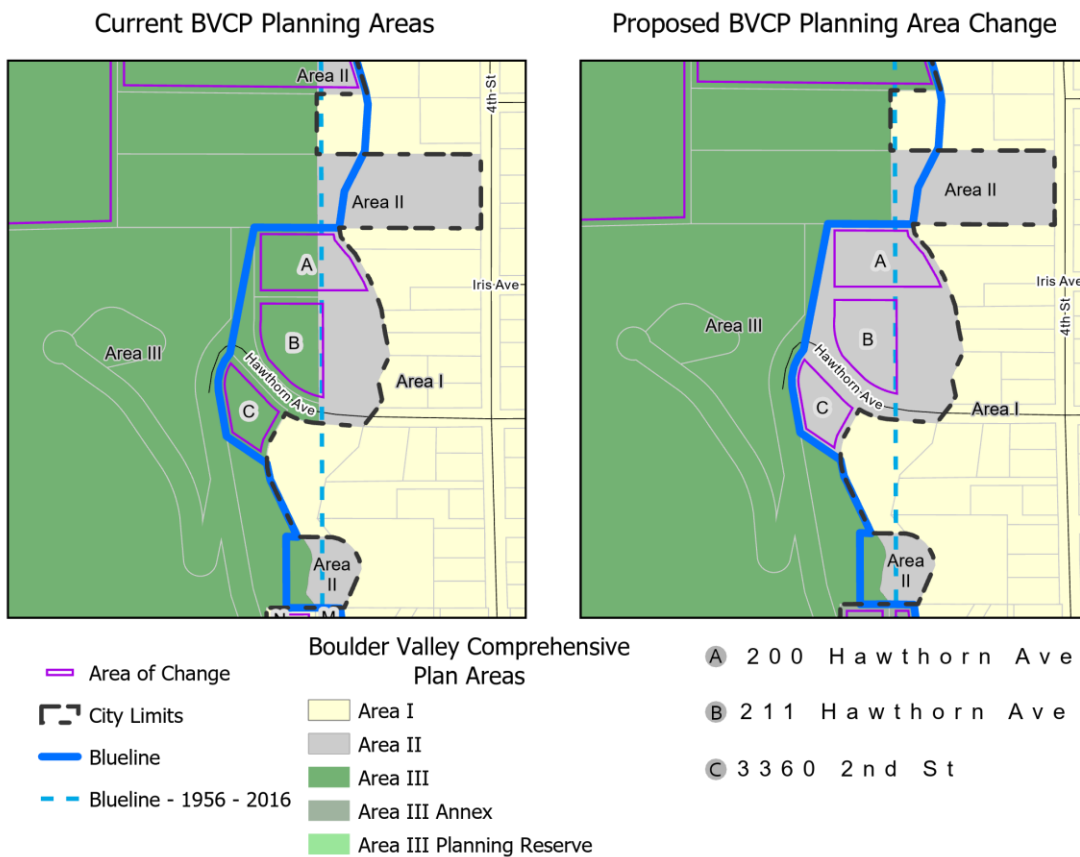 Current BVCP Planning Areas
Proposed BVCP Planning Area Change
Area II
4th St
Area II
A
Iris Ave
B
Area III
Hawthorn Ave
Area I
C
Area II
M
Area II
A
Iris Ave
4th St
B
Area III
Hawthorn Ave
Area I
C
Area II
Area of Change
City Limits
Blueline
Blueline - 1956 - 2016
Boulder Valley Comprehensive
Plan Areas
Area I
Area II
Area III
Area III Annex
Area III Planning Reserve
A 200 Hawthorn Ave
B 211 Hawthorn Ave
C 3360 2nd St